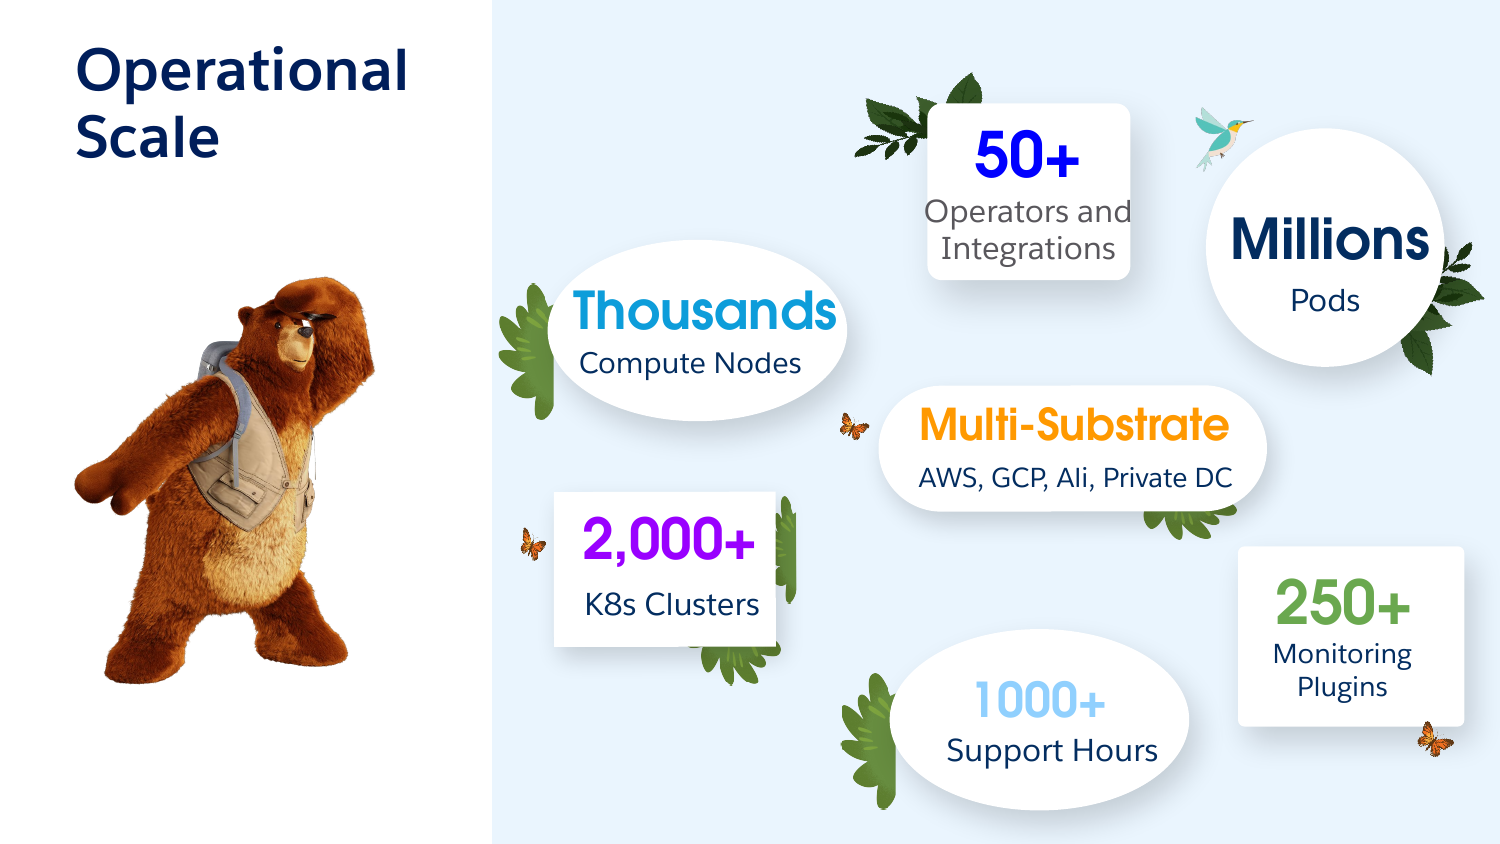 Operational
Scale
50+
Operators and
Integrations
Millions
Pods
Thousands
Compute Nodes
Multi-Substrate
AWS, GCP, Ali, Private DC
2,000+
K8s Clusters
250+
Monitoring
Plugins
1000+
Support Hours